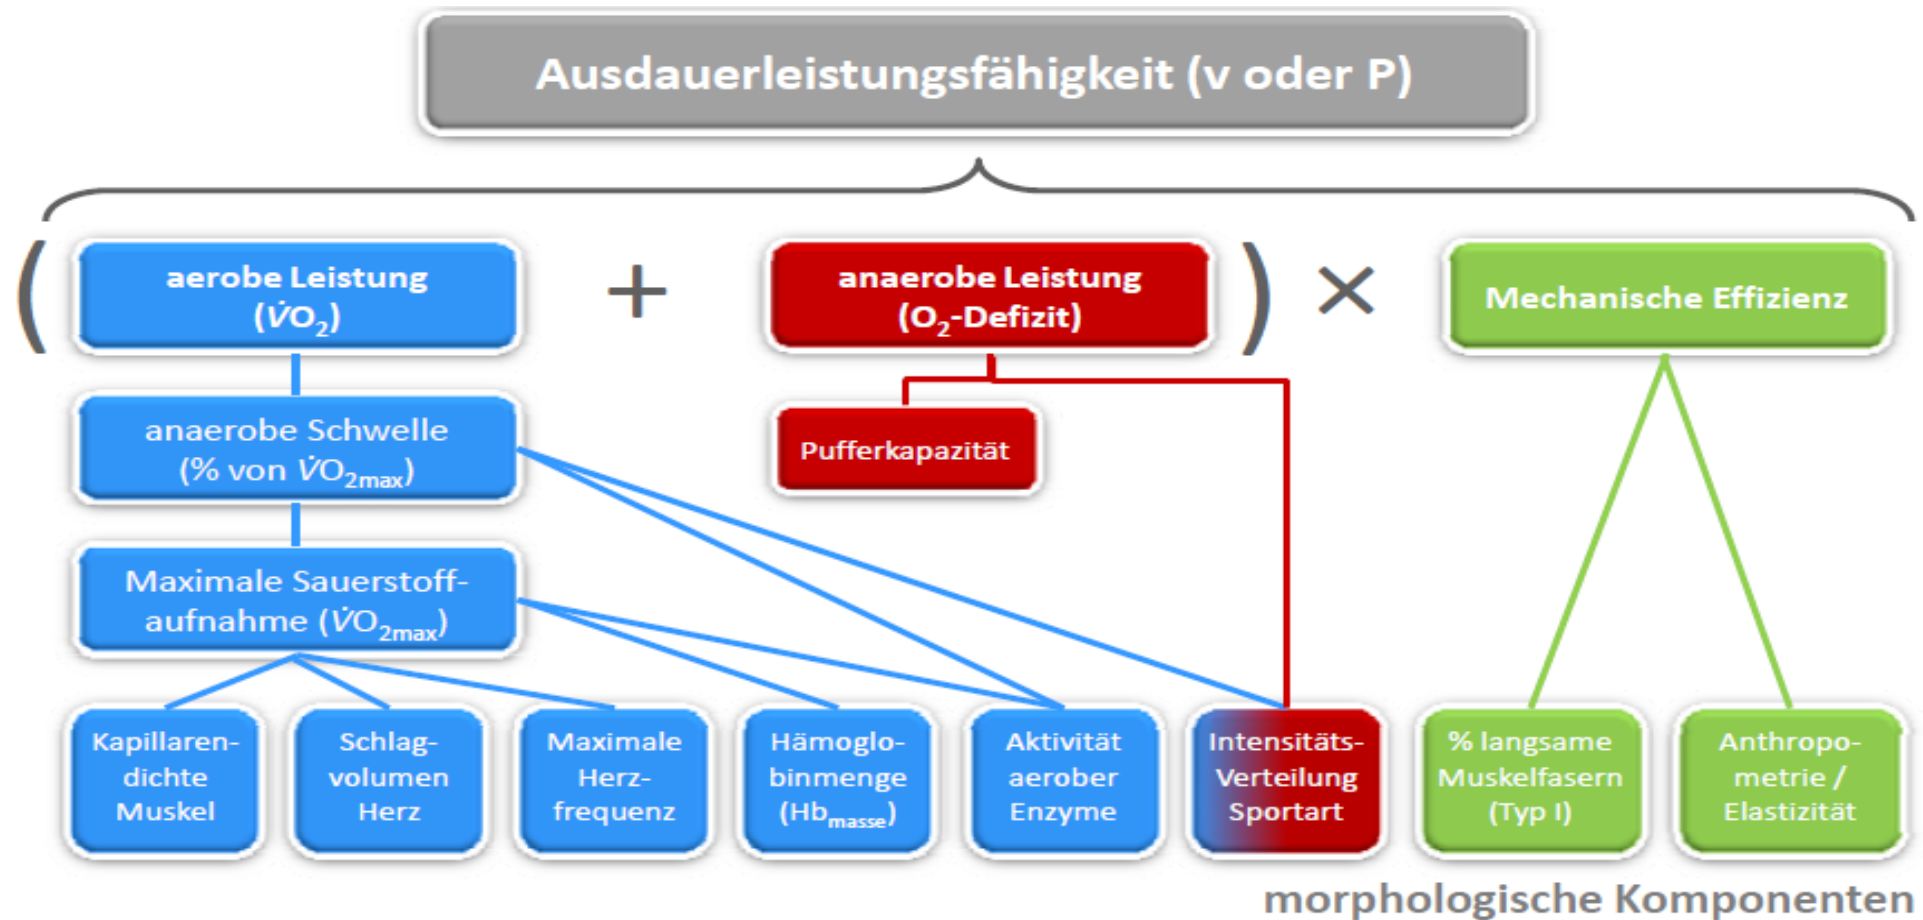 Ausdauerleistungsfähigkeit (v oder P)
(
aerobe Leistung
(V̇O₂)
+
anaerobe Leistung
(O₂-Defizit)
)
×
Mechanische Effizienz
anaerobe Schwelle
(% von V̇O₂ₘₐₓ)
Pufferkapazität
Maximale Sauerstoff-
aufnahme (V̇O₂ₘₐₓ)
Kapillaren-
dichte
Muskel
Schlag-
volumen
Herz
Maximale
Herz-
frequenz
Hämoglo-
binmenge
(Hbₘₐₛₛₑ)
Aktivität
aerober
Enzyme
Intensitäts-
Verteilung
Sportart
% langsame
Muskelfasern
(Typ I)
Anthropo-
metrie /
Elastizität
morphologische Komponenten